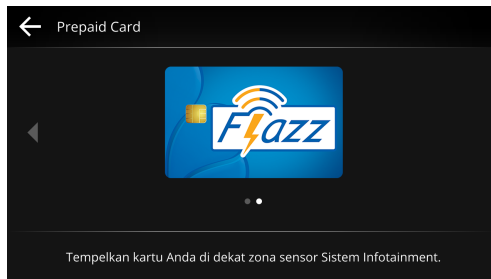 Prepaid Card
Flazz
Tempelkan kartu Anda di dekat zona sensor Sistem Infotainment.